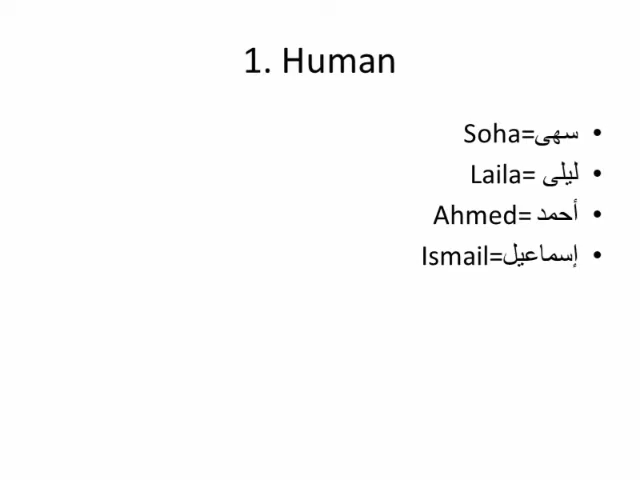 1. Human
• سهى=Soha
• ليلى =Laila
• أحمد =Ahmed
• إسماعيل=Ismail